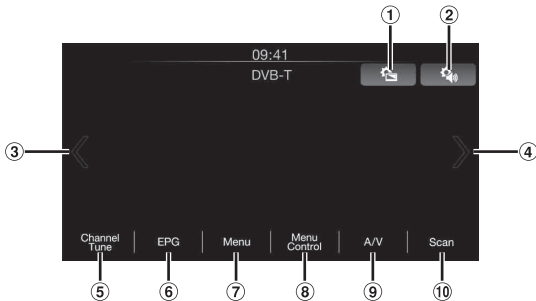 ① ②
09:41
DVB-T
③ ④
Channel Tune
EPG
Menu
Menu Control
A/V
Scan
⑤ ⑥ ⑦ ⑧ ⑨ ⑩